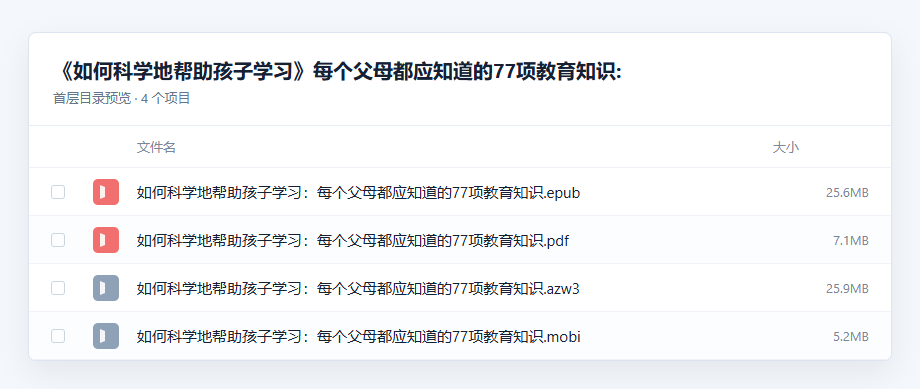 《如何科学地帮助孩子学习》每个父母都应知道的77项教育知识:
首层目录预览 · 4 个项目
文件名 大小
如何科学地帮助孩子学习：每个父母都应知道的77项教育知识.epub 25.6MB
如何科学地帮助孩子学习：每个父母都应知道的77项教育知识.pdf 7.1MB
如何科学地帮助孩子学习：每个父母都应知道的77项教育知识.azw3 25.9MB
如何科学地帮助孩子学习：每个父母都应知道的77项教育知识.mobi 5.2MB